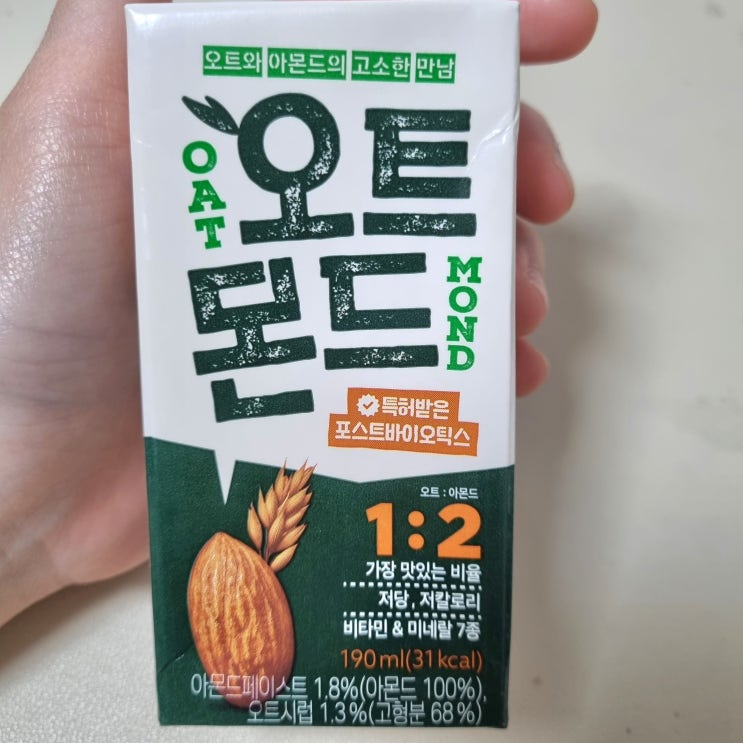 오트와 아몬드의 고소한 만남
OAT
오트
몬드
MOND
특허받은
포스트바이오틱스
오트 : 아몬드
1:2
가장 맛있는 비율
저당, 저칼로리
비타민 & 미네랄 7종
190ml(31kcal)
아몬드페이스트 1.8%(아몬드 100%),
오트시럽 1.3%(고형분 68%)